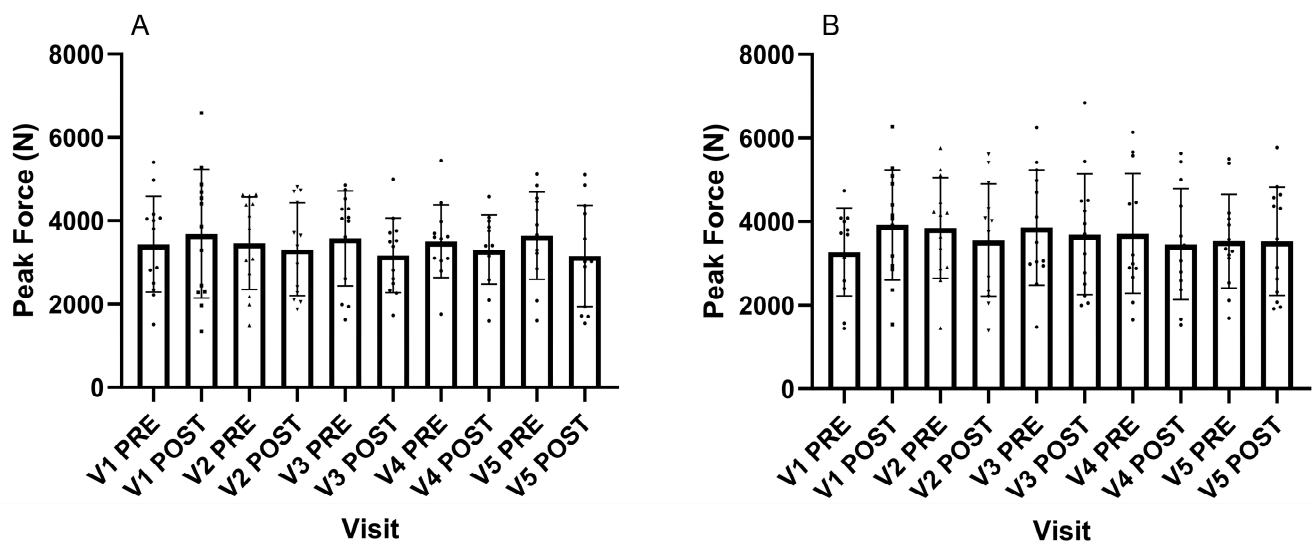 A
8000
6000
4000
2000
0
Peak Force (N)
V1 PRE
V1 POST
V2 PRE
V2 POST
V3 PRE
V3 POST
V4 PRE
V4 POST
V5 PRE
V5 POST
Visit
B
8000
6000
4000
2000
0
Peak Force (N)
V1 PRE
V1 POST
V2 PRE
V2 POST
V3 PRE
V3 POST
V4 PRE
V4 POST
V5 PRE
V5 POST
Visit